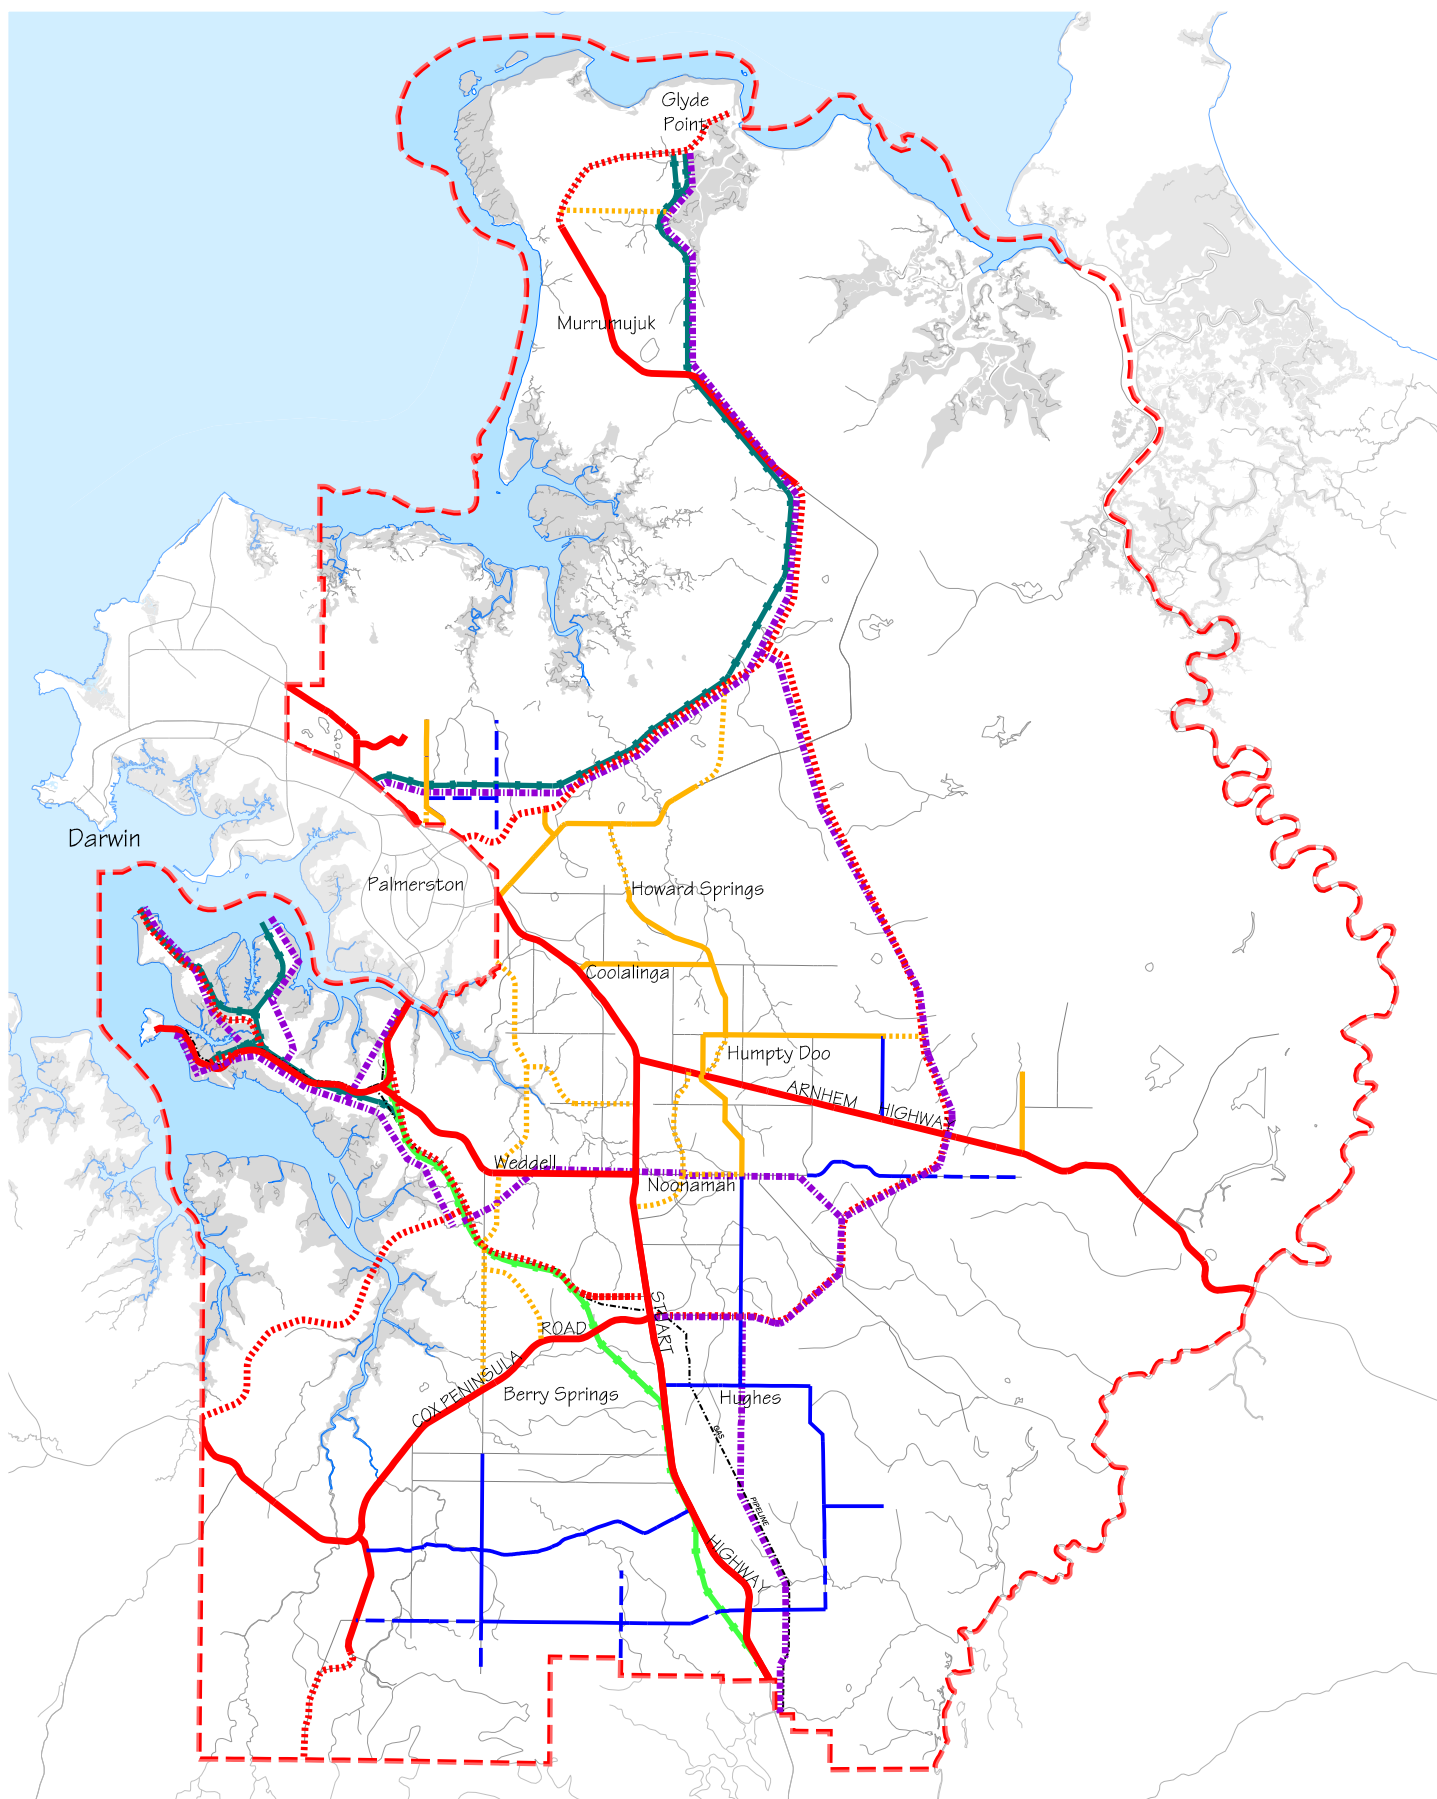 Glyde
Point
Murrumujuk
Darwin
Palmerston
Howard Springs
Coolalinga
Humpty Doo
ARNHEM HIGHWAY
Weddell
Noonamah
STUART
ROAD
COX PENINSULA
Berry Springs
Hughes
GAS
PIPELINE
HIGHWAY